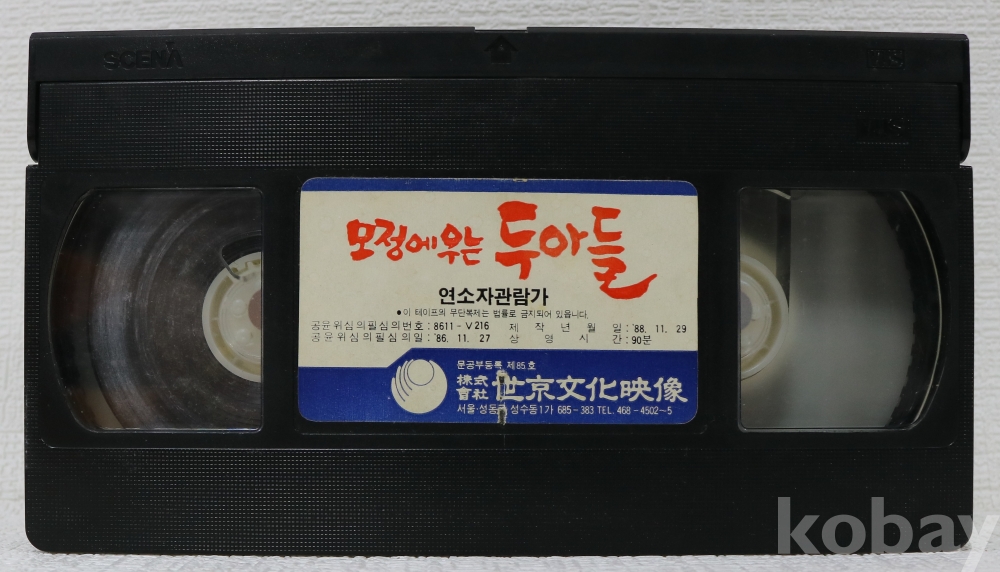 SCENA
모정에 우는 두아들
연소자관람가
● 이 테이프의 무단복제는 법률로 금지되어 있읍니다.
공윤위심의필심의번호 : 8611 - V 216 제작년월일 : '88. 11. 29
공윤위심의필심의일 : '86. 11. 27 상영시간 : 90분
문공부등록 제85호
株式會社 世京文化映像
서울·성동구 성수동1가 685-383 TEL. 468-4502~5
kobay